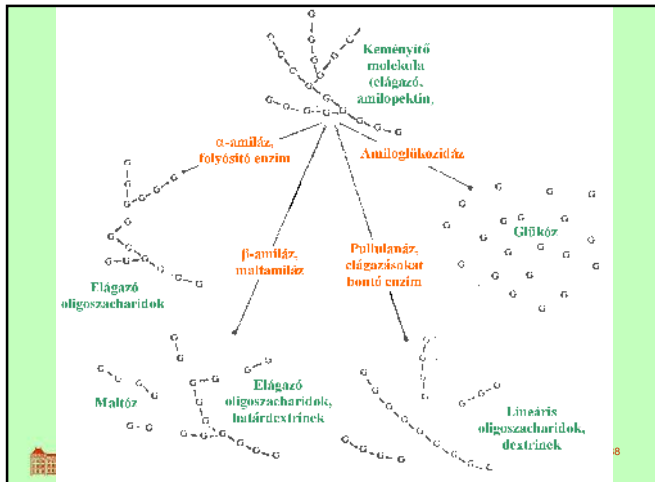 Keményítő
molekula
(elágazó,
amilopektin,
α-amiláz,
folyósító enzim
Amiloglükozidáz
Glükóz
β-amiláz,
maltamiláz
Pullulanáz,
elágazásokat
bontó enzim
Elágazó
oligoszacharidok
Maltóz
Elágazó
oligoszacharidok,
határdextrinek
Lineáris
oligoszacharidok,
dextrinek